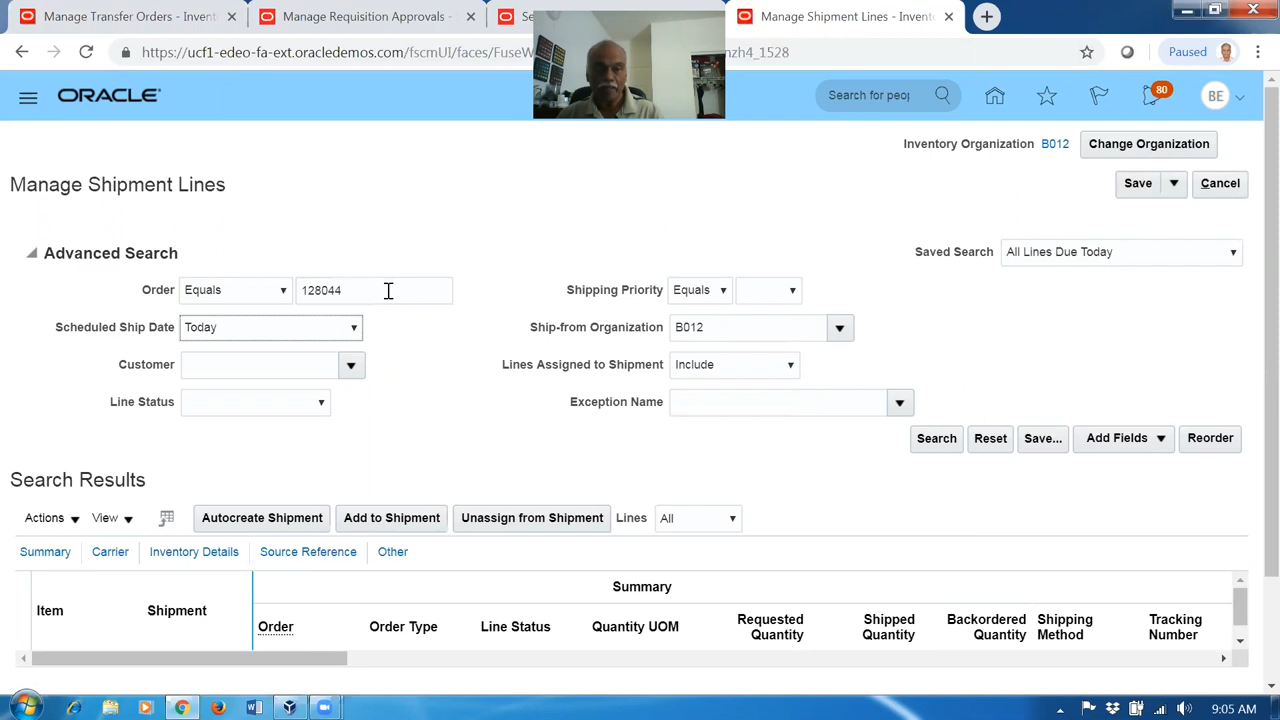 Manage Transfer Orders - Invent
Manage Requisition Approvals -
Se
Manage Shipment Lines - Invent
https://ucf1-edeo-fa-ext.oracledemos.com/fscmUI/faces/FuseW
nzh4_1528
Paused
ORACLE
Search for peop
80
BE
Inventory Organization B012 Change Organization
Manage Shipment Lines
Save
Cancel
Advanced Search
Saved Search All Lines Due Today
Order Equals 128044
Shipping Priority Equals
Scheduled Ship Date Today
Ship-from Organization B012
Customer
Lines Assigned to Shipment Include
Line Status
Exception Name
Search Reset Save... Add Fields Reorder
Search Results
Actions View Autocreate Shipment Add to Shipment Unassign from Shipment Lines All
Summary Carrier Inventory Details Source Reference Other
Summary
Item Shipment Order Order Type Line Status Quantity UOM Requested Quantity Shipped Quantity Backordered Quantity Shipping Method Tracking Number
9:05 AM